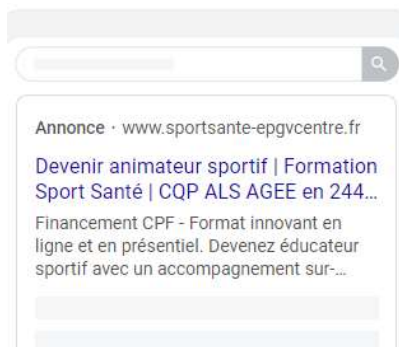 Annonce · www.sportsante-epgvcentre.fr
Devenir animateur sportif | Formation
Sport Santé | CQP ALS AGEE en 244...
Financement CPF - Format innovant en
ligne et en présentiel. Devenez éducateur
sportif avec un accompagnement sur-...